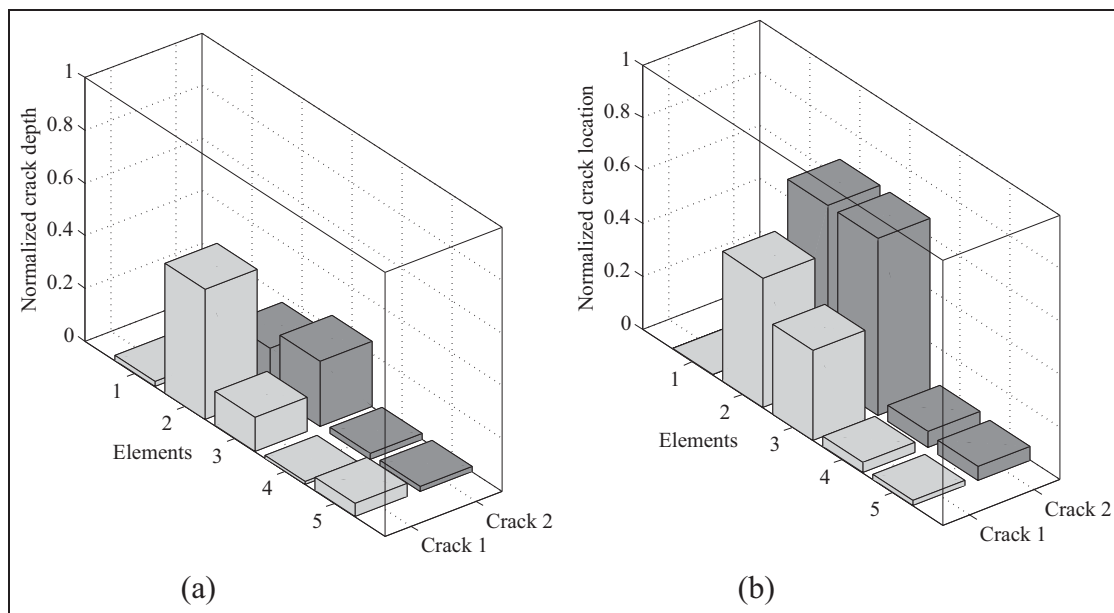 Normalized crack depth
1
0.8
0.6
0.4
0.2
0
1
2
3
4
5
Elements
Crack 1
Crack 2
(a)
Normalized crack location
1
0.8
0.6
0.4
0.2
0
1
2
3
4
5
Elements
Crack 1
Crack 2
(b)